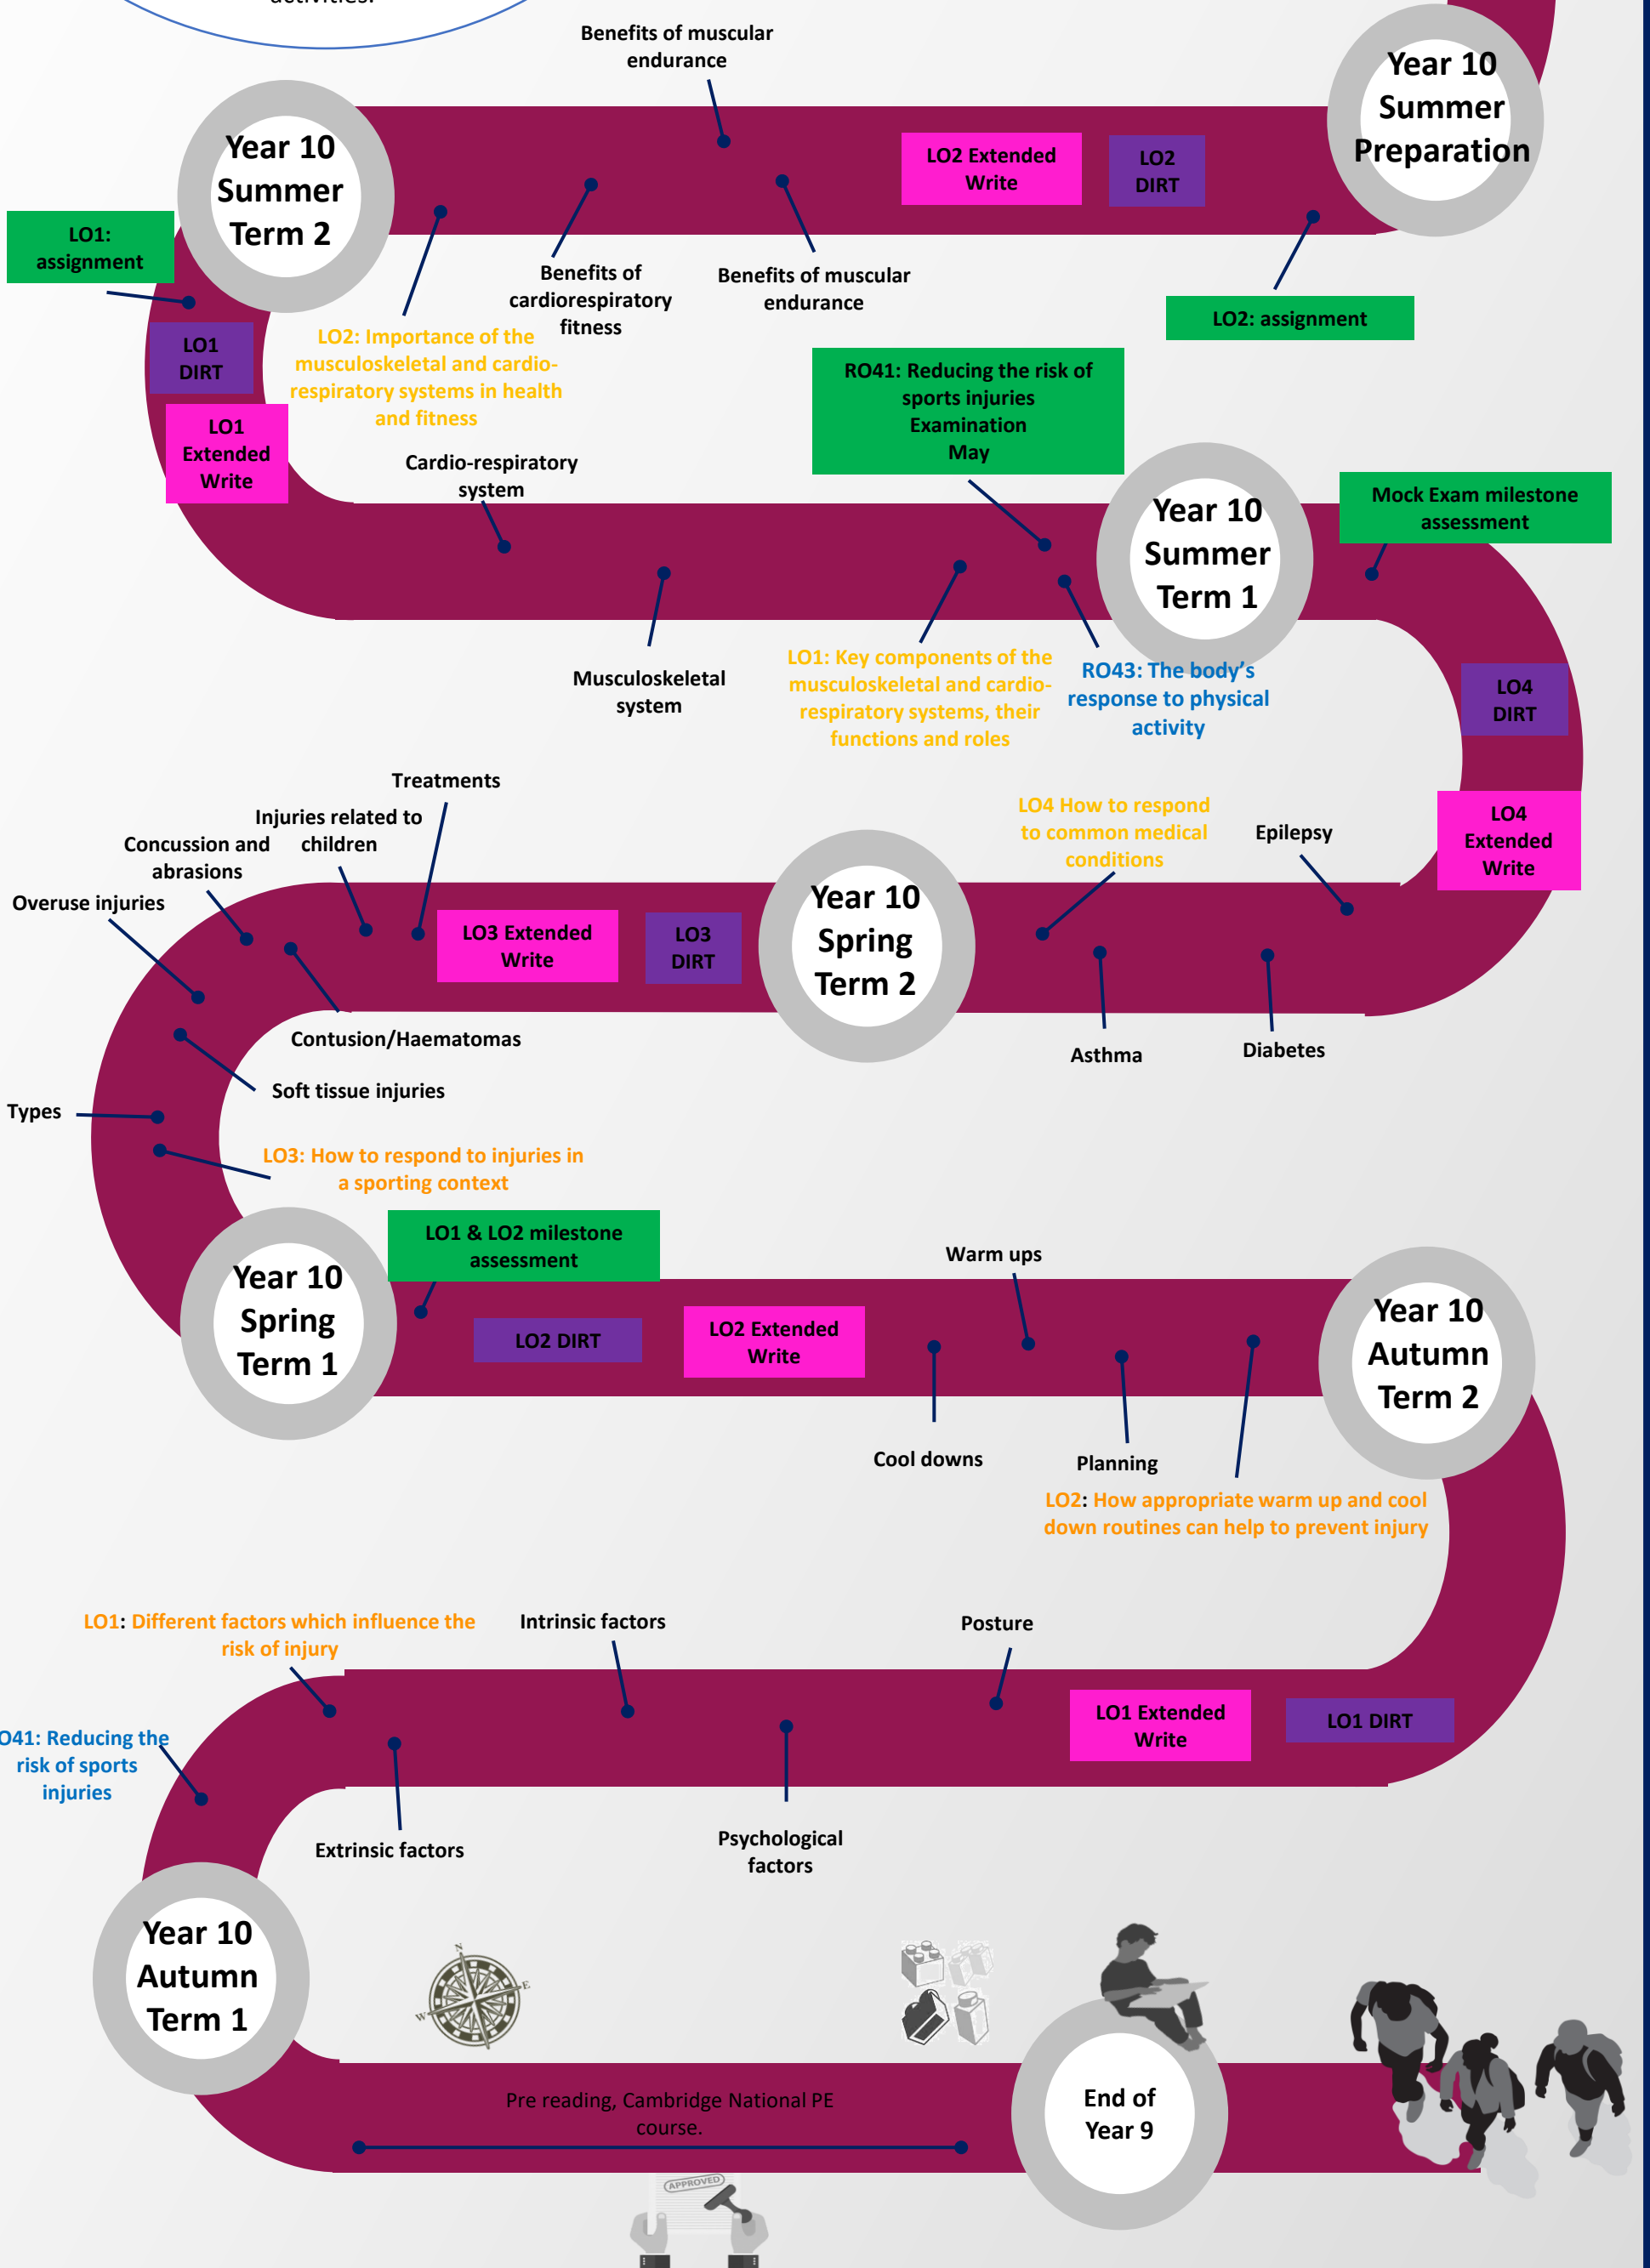 activities.
Benefits of muscular
endurance
Year 10
Summer
Preparation
Year 10
Summer
Term 2
LO2 Extended
Write
LO2
DIRT
LO1:
assignment
Benefits of
cardiorespiratory
fitness
Benefits of muscular
endurance
LO2: assignment
LO1
DIRT
LO2: Importance of the
musculoskeletal and cardio-
respiratory systems in health
and fitness
RO41: Reducing the risk of
sports injuries
Examination
May
LO1
Extended
Write
Cardio-respiratory
system
Year 10
Summer
Term 1
Mock Exam milestone
assessment
Musculoskeletal
system
LO1: Key components of the
musculoskeletal and cardio-
respiratory systems, their
functions and roles
RO43: The body's
response to physical
activity
LO4
DIRT
Treatments
Injuries related to
children
Concussion and
abrasions
Overuse injuries
LO4 How to respond
to common medical
conditions
Epilepsy
LO4
Extended
Write
LO3 Extended
Write
LO3
DIRT
Year 10
Spring
Term 2
Contusion/Haematomas
Asthma
Diabetes
Soft tissue injuries
Types
LO3: How to respond to injuries in
a sporting context
LO1 & LO2 milestone
assessment
Warm ups
Year 10
Spring
Term 1
LO2 DIRT
LO2 Extended
Write
Year 10
Autumn
Term 2
Cool downs
Planning
LO2: How appropriate warm up and cool
down routines can help to prevent injury
LO1: Different factors which influence the
risk of injury
Intrinsic factors
Posture
LO1 Extended
Write
LO1 DIRT
O41: Reducing the
risk of sports
injuries
Extrinsic factors
Psychological
factors
Year 10
Autumn
Term 1
N
E
W
Pre reading, Cambridge National PE
course.
End of
Year 9
APPROVED